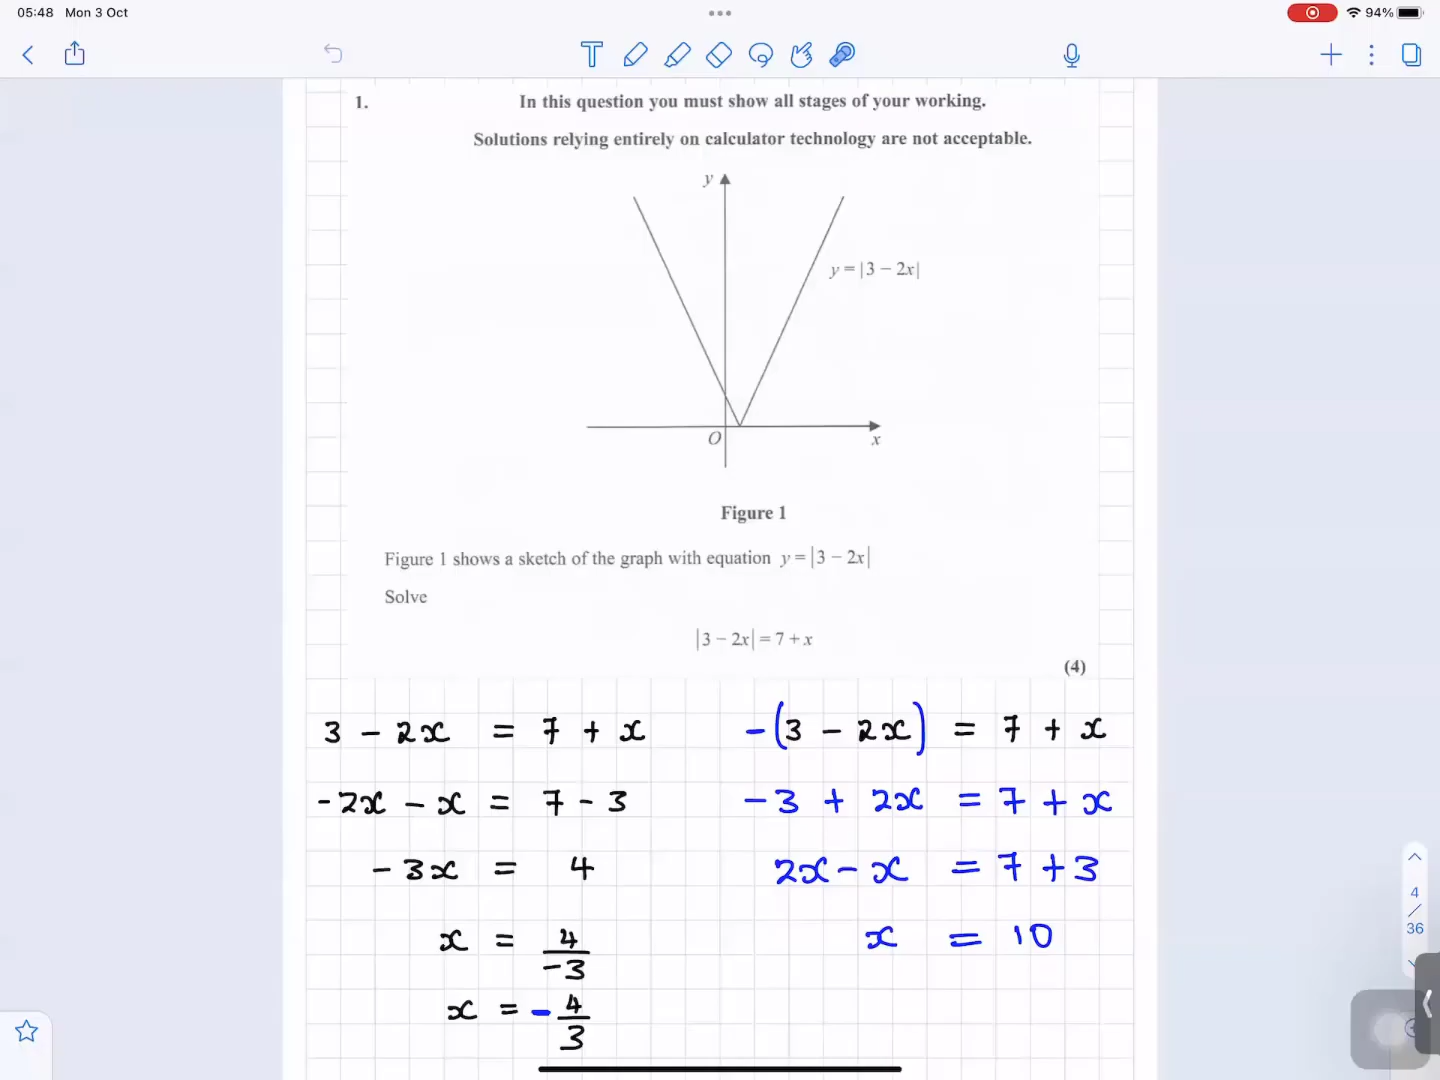 05:48 Mon 3 Oct
94%
1.
In this question you must show all stages of your working.
Solutions relying entirely on calculator technology are not acceptable.
y
y = |3 − 2x|
O
x
Figure 1
Figure 1 shows a sketch of the graph with equation y = |3 − 2x|
Solve
|3 − 2x| = 7 + x
(4)
3 − 2x = 7 + x
-2x − x = 7 - 3
-3x = 4
x = 4/-3
x = -4/3
-(3 − 2x) = 7 + x
-3 + 2x = 7 + x
2x - x = 7 + 3
x = 10
4
/
36